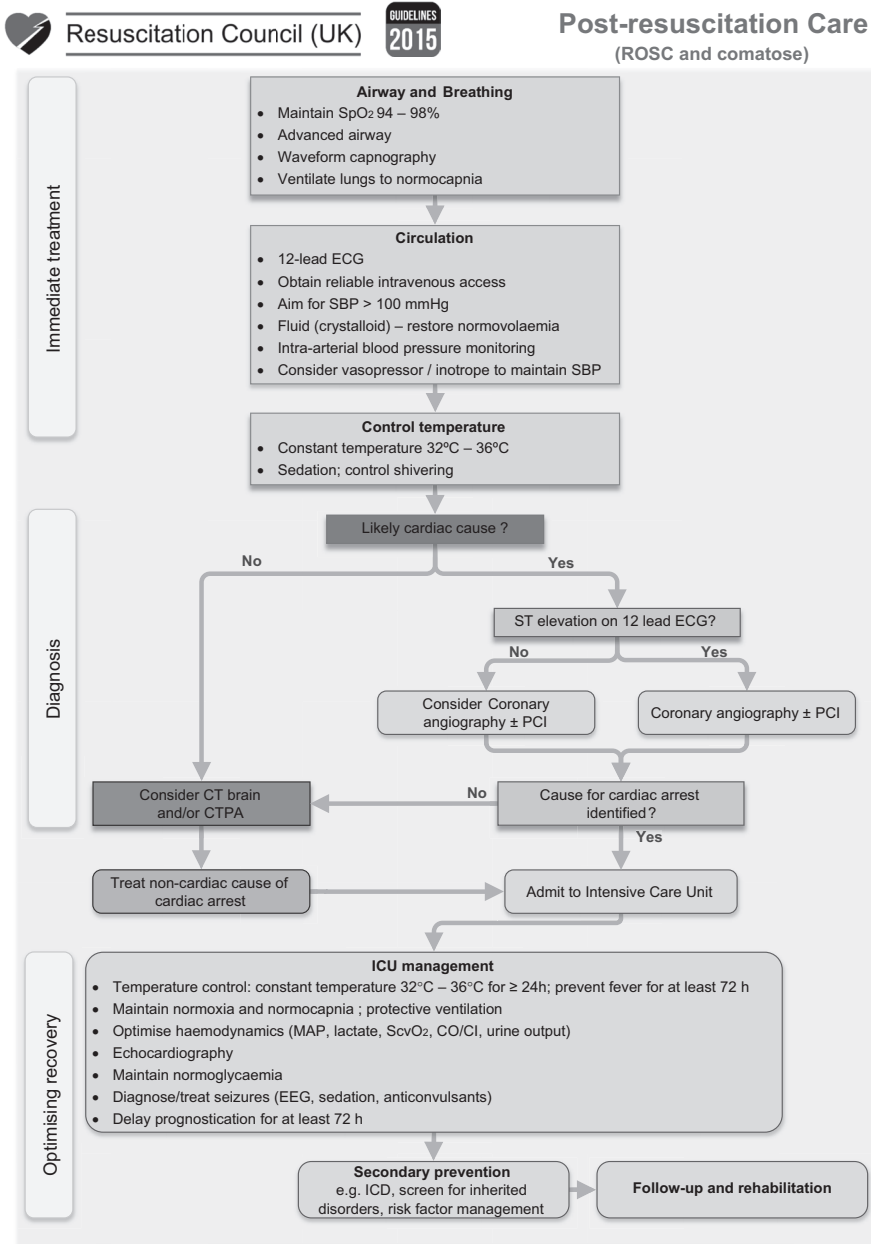 Resuscitation Council (UK)
GUIDELINES
2015
Post-resuscitation Care
(ROSC and comatose)
Immediate treatment
Airway and Breathing
• Maintain SpO2 94 – 98%
• Advanced airway
• Waveform capnography
• Ventilate lungs to normocapnia
Circulation
• 12-lead ECG
• Obtain reliable intravenous access
• Aim for SBP > 100 mmHg
• Fluid (crystalloid) – restore normovolaemia
• Intra-arterial blood pressure monitoring
• Consider vasopressor / inotrope to maintain SBP
Control temperature
• Constant temperature 32ºC – 36ºC
• Sedation; control shivering
Diagnosis
Likely cardiac cause ?
No
Yes
ST elevation on 12 lead ECG?
No
Yes
Consider Coronary
angiography ± PCI
Coronary angiography ± PCI
Consider CT brain
and/or CTPA
No
Cause for cardiac arrest
identified?
Yes
Treat non-cardiac cause of
cardiac arrest
Admit to Intensive Care Unit
Optimising recovery
ICU management
• Temperature control: constant temperature 32°C – 36°C for ≥ 24h; prevent fever for at least 72 h
• Maintain normoxia and normocapnia ; protective ventilation
• Optimise haemodynamics (MAP, lactate, ScvO2, CO/CI, urine output)
• Echocardiography
• Maintain normoglycaemia
• Diagnose/treat seizures (EEG, sedation, anticonvulsants)
• Delay prognostication for at least 72 h
Secondary prevention
e.g. ICD, screen for inherited
disorders, risk factor management
Follow-up and rehabilitation